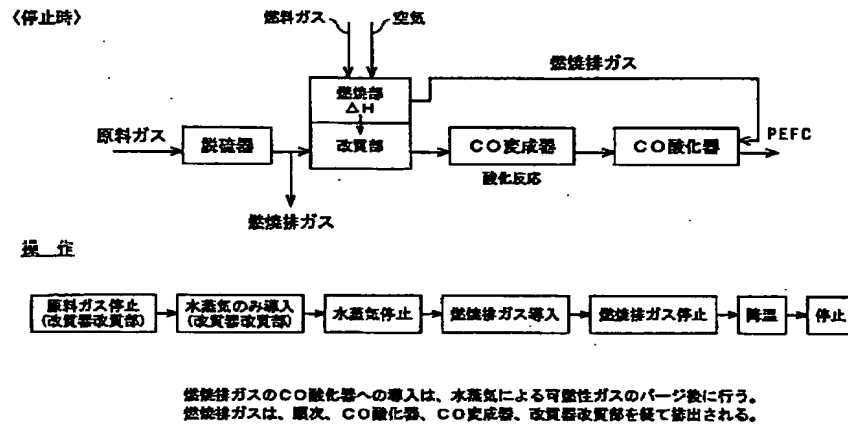 〈停止時〉
燃料ガス
空気
燃焼排ガス
燃焼部
△H
原料ガス
脱硫器
改質部
CO変成器
CO酸化器
PEFC
酸化反応
燃焼排ガス
操 作
原料ガス停止
(改質器改質部)
水蒸気のみ導入
(改質器改質部)
水蒸気停止
燃焼排ガス導入
燃焼排ガス停止
降温
停止
燃焼排ガスのCO酸化器への導入は、水蒸気による可燃性ガスのパージ後に行う。
燃焼排ガスは、順次、CO酸化器、CO変成器、改質器改質部を経て排出される。